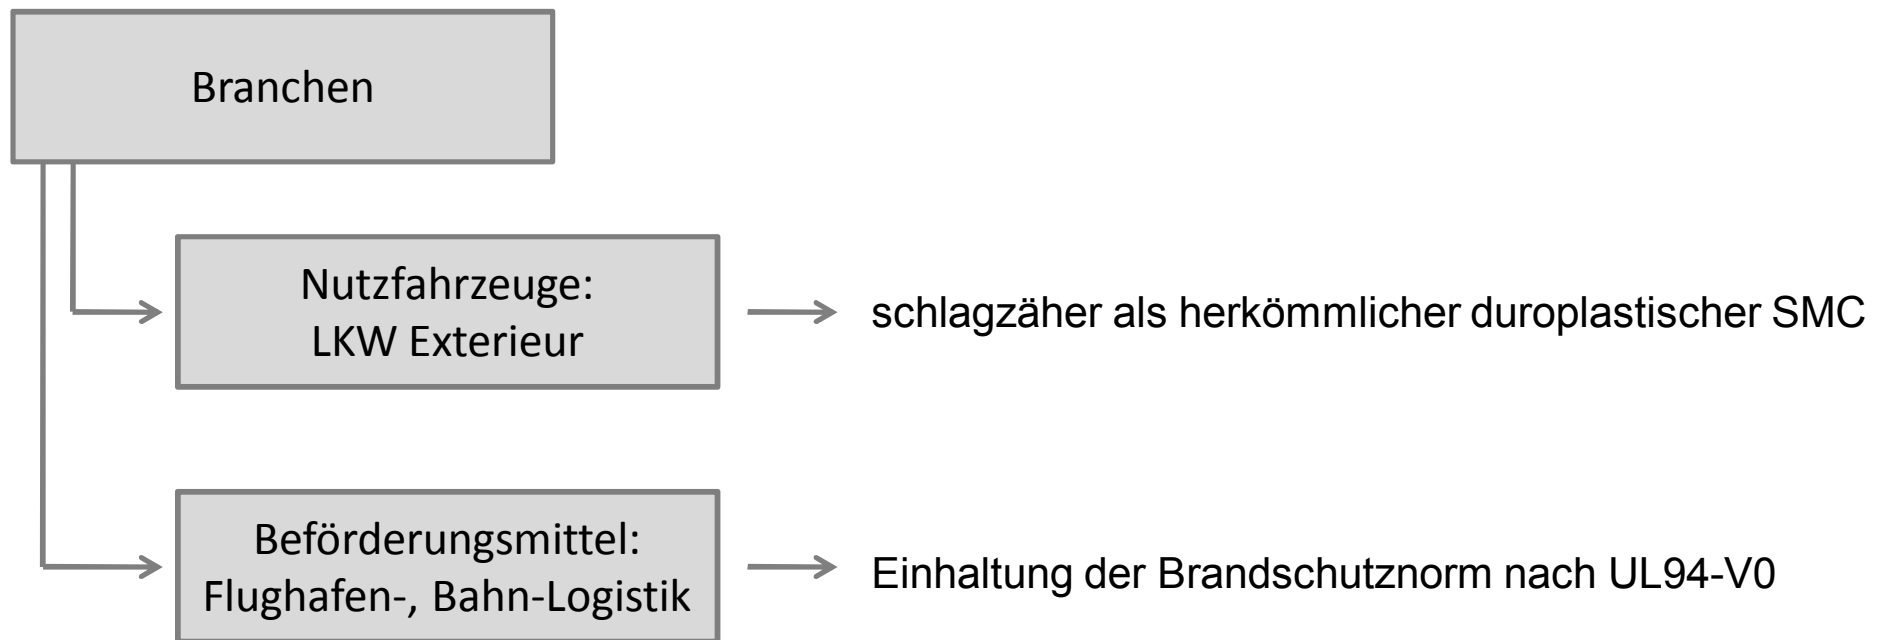 Branchen
Nutzfahrzeuge:
LKW Exterieur
schlagzäher als herkömmlicher duroplastischer SMC
Beförderungsmittel:
Flughafen-, Bahn-Logistik
Einhaltung der Brandschutznorm nach UL94-V0